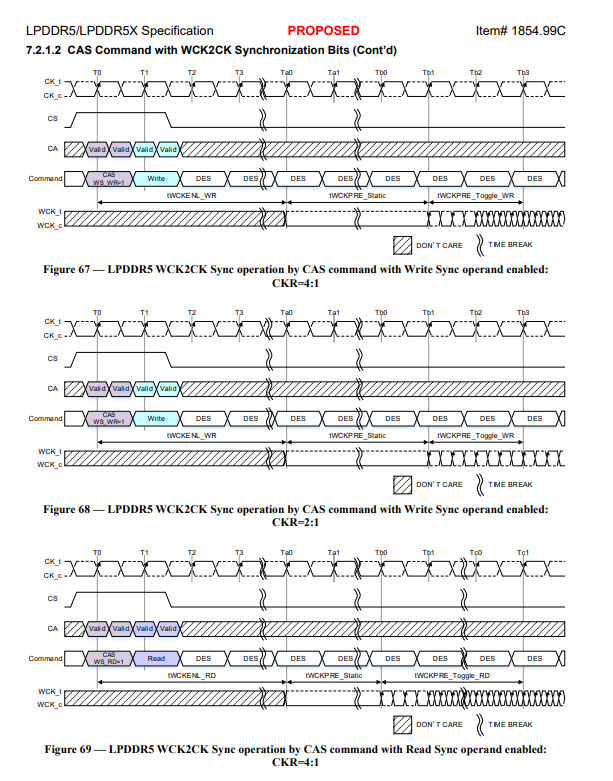 LPDDR5/LPDDR5X Specification PROPOSED Item# 1854.99C
7.2.1.2 CAS Command with WCK2CK Synchronization Bits (Cont'd)
T0 T1 T2 T3 Ta0 Ta1 Tb0 Tb1 Tb2 Tb3
CK_t
CK_c
CS
CA Valid Valid Valid Valid
Command CAS WS_WR=1 Write DES DES DES DES DES DES DES DES
tWCKENL_WR tWCKPRE_Static tWCKPRE_Toggle_WR
WCK_t
WCK_c
DON'T CARE TIME BREAK
Figure 67 — LPDDR5 WCK2CK Sync operation by CAS command with Write Sync operand enabled:
CKR=4:1
T0 T1 T2 T3 Ta0 Ta1 Tb0 Tb1 Tb2 Tb3
CK_t
CK_c
CS
CA Valid Valid Valid Valid
Command CAS WS_WR=1 Write DES DES DES DES DES DES DES DES
tWCKENL_WR tWCKPRE_Static tWCKPRE_Toggle_WR
WCK_t
WCK_c
DON'T CARE TIME BREAK
Figure 68 — LPDDR5 WCK2CK Sync operation by CAS command with Write Sync operand enabled:
CKR=2:1
T0 T1 T2 T3 Ta0 Ta1 Tb0 Tb1 Tc0 Tc1
CK_t
CK_c
CS
CA Valid Valid Valid Valid
Command CAS WS_RD=1 Read DES DES DES DES DES DES DES DES
tWCKENL_RD tWCKPRE_Static tWCKPRE_Toggle_RD
WCK_t
WCK_c
DON'T CARE TIME BREAK
Figure 69 — LPDDR5 WCK2CK Sync operation by CAS command with Read Sync operand enabled:
CKR=4:1